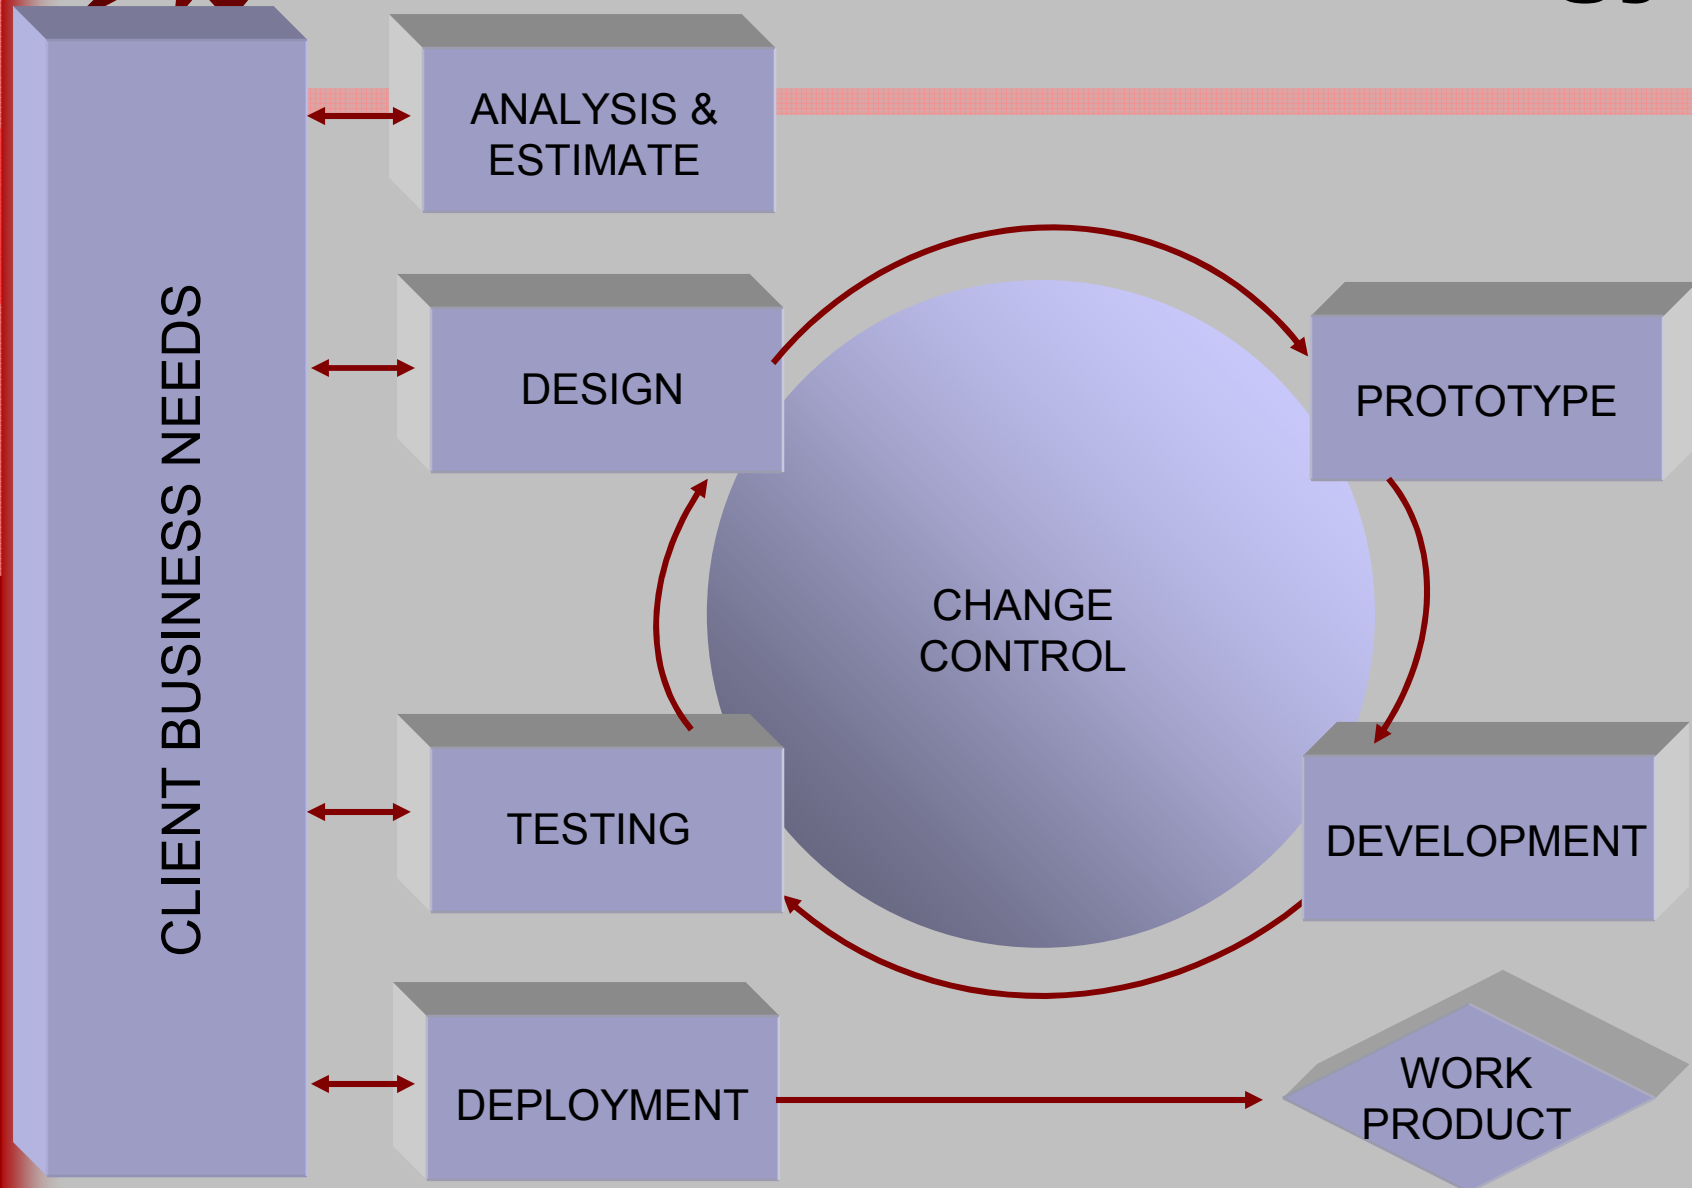 CLIENT BUSINESS NEEDS
ANALYSIS &
ESTIMATE
DESIGN
PROTOTYPE
CHANGE
CONTROL
TESTING
DEVELOPMENT
DEPLOYMENT
WORK
PRODUCT